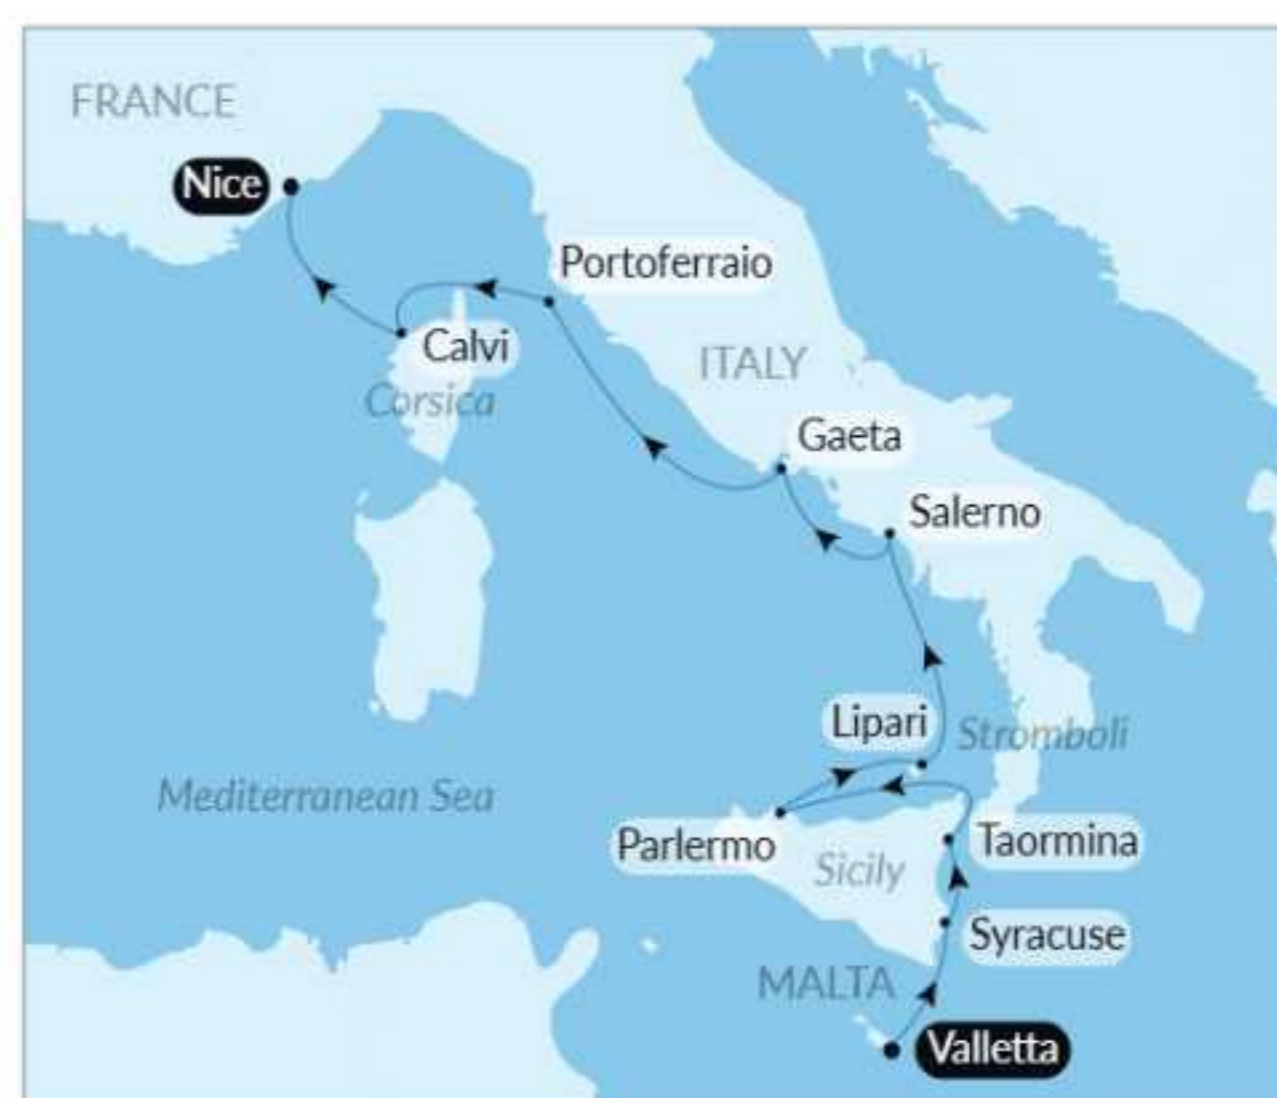 FRANCE
Nice
Portoferraio
Calvi
ITALY
Corsica
Gaeta
Salerno
Lipari
Stromboli
Mediterranean Sea
Parlermo
Taormina
Sicily
Syracuse
MALTA
Valletta